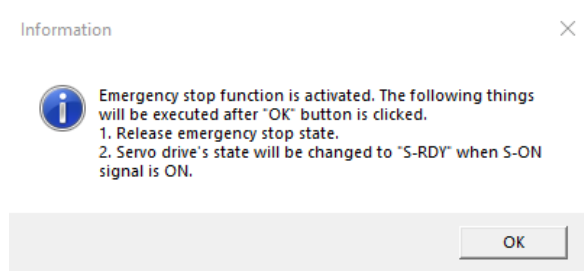 Information
Emergency stop function is activated. The following things
will be executed after "OK" button is clicked.
1. Release emergency stop state.
2. Servo drive's state will be changed to "S-RDY" when S-ON
signal is ON.
OK